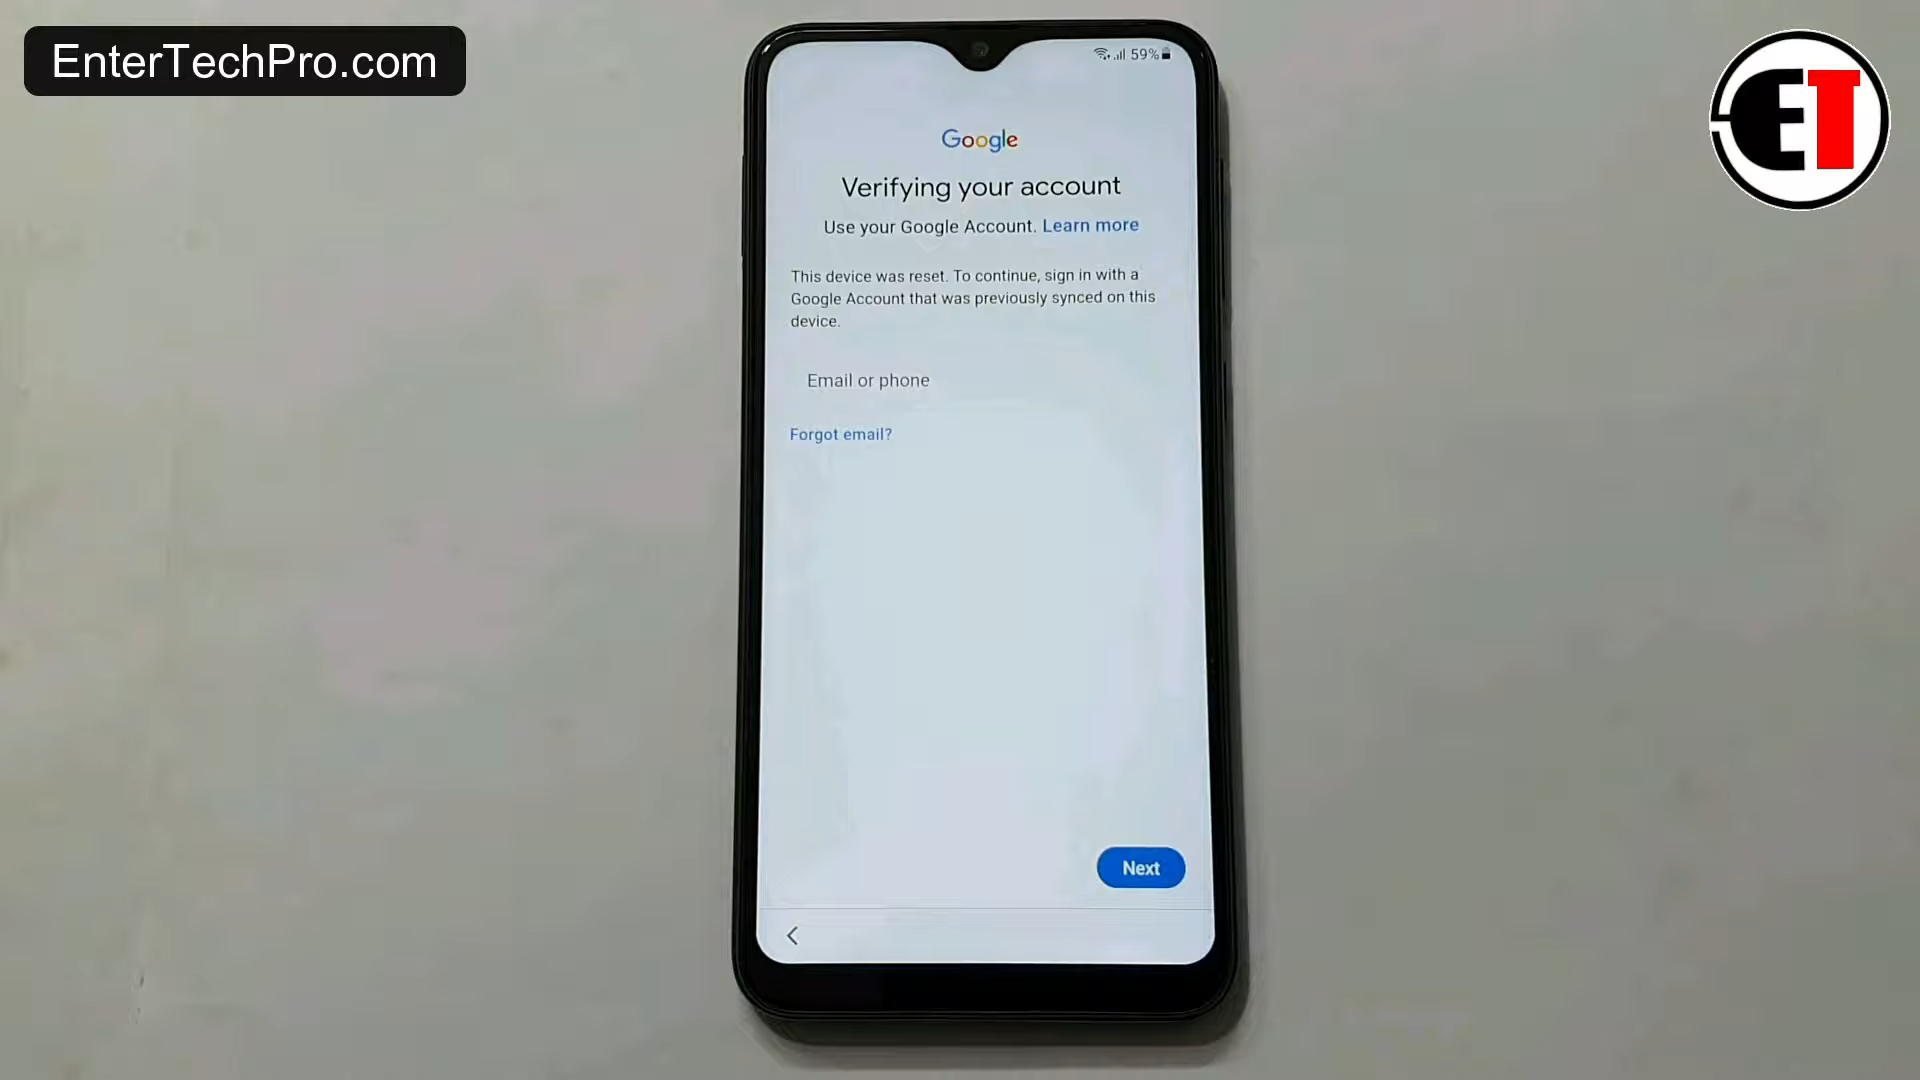 EnterTechPro.com
ET
59%
Google
Verifying your account
Use your Google Account. Learn more
This device was reset. To continue, sign in with a
Google Account that was previously synced on this
device.
Email or phone
Forgot email?
Next